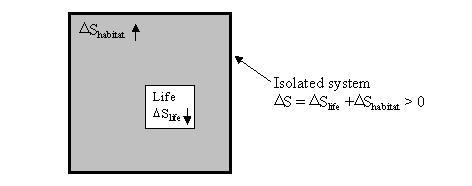 ΔS_habitat ↑
Isolated system
ΔS = ΔS_life + ΔS_habitat > 0
Life
ΔS_life ↓